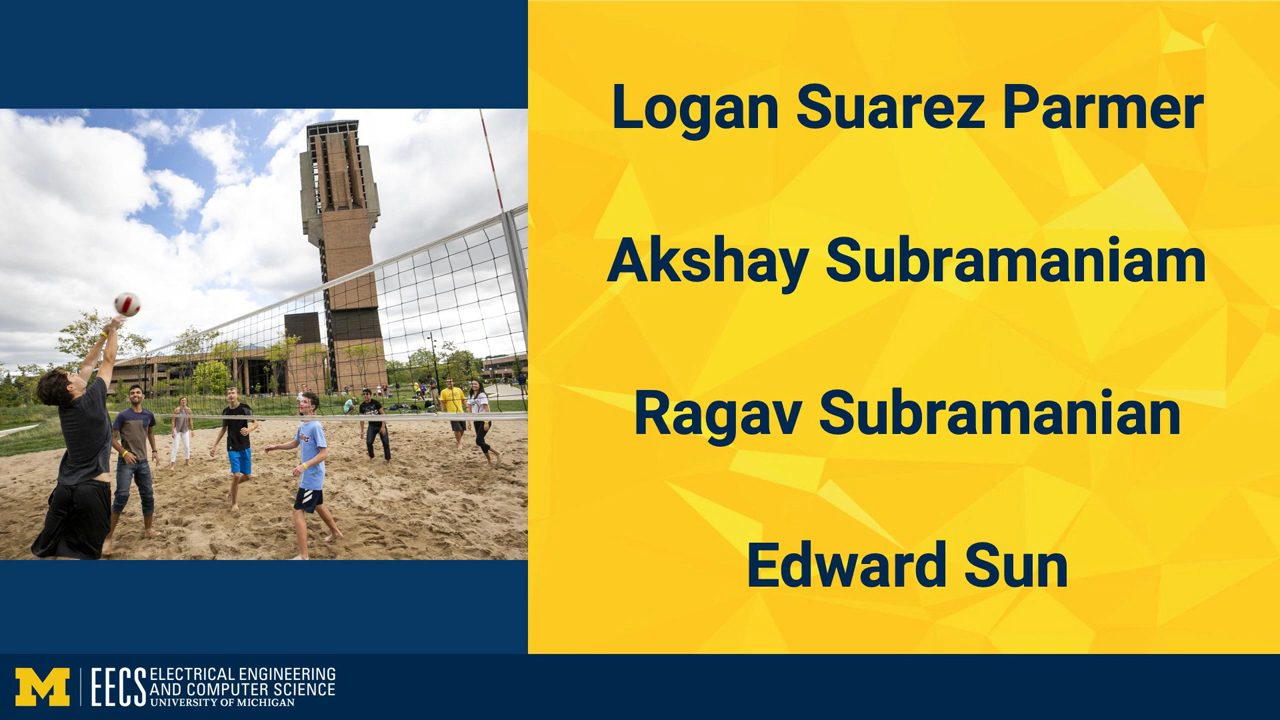 Logan Suarez Parmer
Akshay Subramaniam
Ragav Subramanian
Edward Sun
M EECS ELECTRICAL ENGINEERING
AND COMPUTER SCIENCE
UNIVERSITY OF MICHIGAN